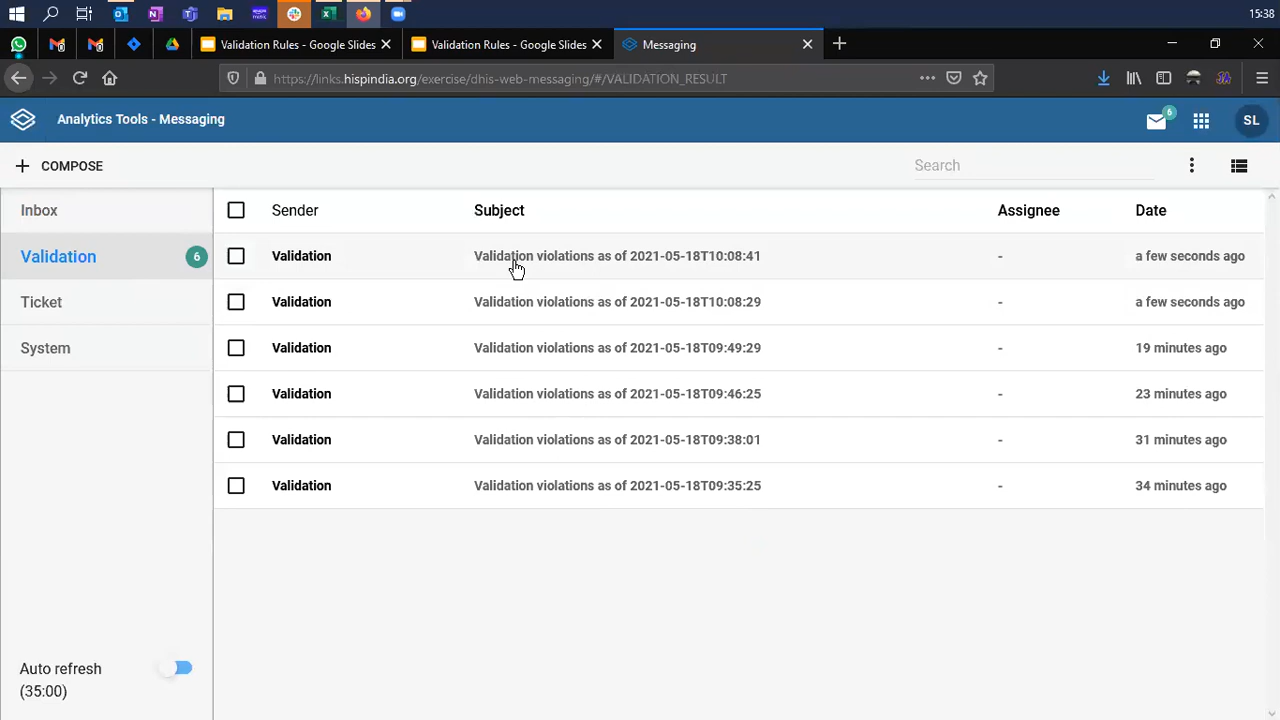 15:38
Validation Rules - Google Slides
Validation Rules - Google Slides
Messaging
https://links.hispindia.org/exercise/dhis-web-messaging/#/VALIDATION_RESULT
Analytics Tools - Messaging
6
SL
COMPOSE
Search
Inbox
Validation 6
Ticket
System
Sender Subject Assignee Date
Validation Validation violations as of 2021-05-18T10:08:41 - a few seconds ago
Validation Validation violations as of 2021-05-18T10:08:29 - a few seconds ago
Validation Validation violations as of 2021-05-18T09:49:29 - 19 minutes ago
Validation Validation violations as of 2021-05-18T09:46:25 - 23 minutes ago
Validation Validation violations as of 2021-05-18T09:38:01 - 31 minutes ago
Validation Validation violations as of 2021-05-18T09:35:25 - 34 minutes ago
Auto refresh
(35:00)